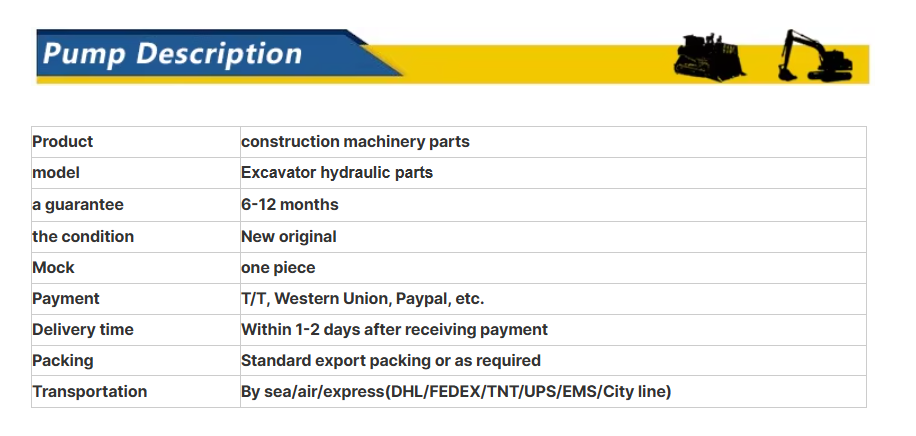 Pump Description
Product construction machinery parts
model Excavator hydraulic parts
a guarantee 6-12 months
the condition New original
Mock one piece
Payment T/T, Western Union, Paypal, etc.
Delivery time Within 1-2 days after receiving payment
Packing Standard export packing or as required
Transportation By sea/air/express(DHL/FEDEX/TNT/UPS/EMS/City line)